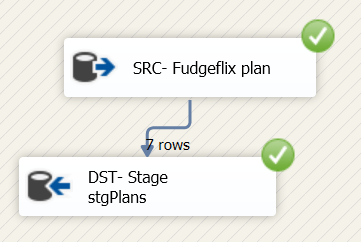 SRC- Fudgeflix plan
7 rows
DST- Stage
stgPlans